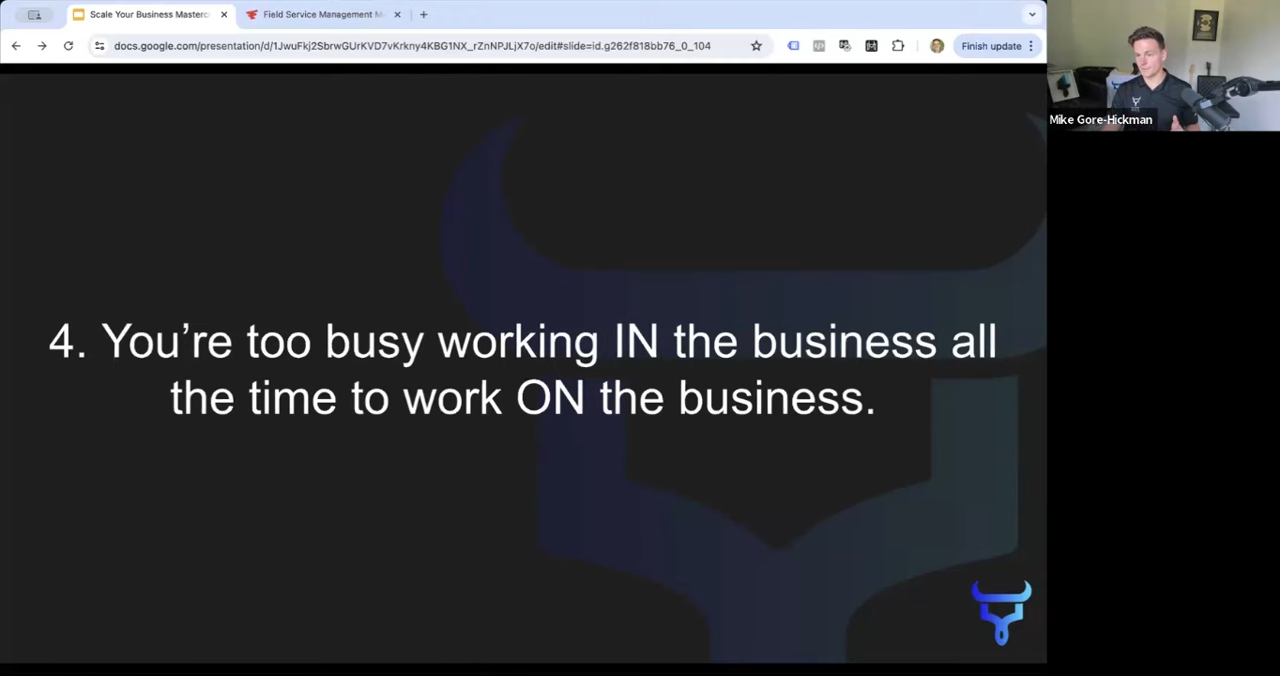 Scale Your Business Masterc
Field Service Management M
docs.google.com/presentation/d/1JwuFkj2SbrwGUrKVD7vKrkny4KBG1NX_rZnNPJLjX7o/edit#slide=id.g262f818bb76_0_104
Finish update
Mike Gore-Hickman
4. You’re too busy working IN the business all
the time to work ON the business.